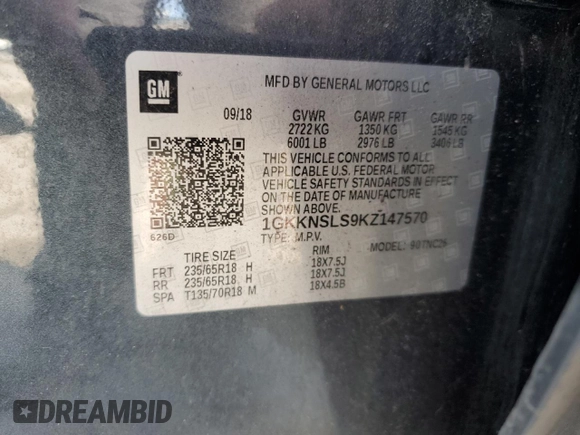 GM
MFD BY GENERAL MOTORS LLC
09/18 GVWR GAWR FRT GAWR RR
2722 KG 1350 KG 1545 KG
6001 LB 2976 LB 3406 LB
THIS VEHICLE CONFORMS TO ALL
APPLICABLE U.S. FEDERAL MOTOR
VEHICLE SAFETY STANDARDS IN EFFECT
ON THE DATE OF MANUFACTURE
SHOWN ABOVE.
626D
1GKKNSLS9KZ147570
TYPE: M.P.V. MODEL:
TIRE SIZE RIM
FRT 235/65R18 H 18X7.5J
RR 235/65R18 H 18X7.5J
SPA T135/70R18 M 18X4.5B
DREAMBID